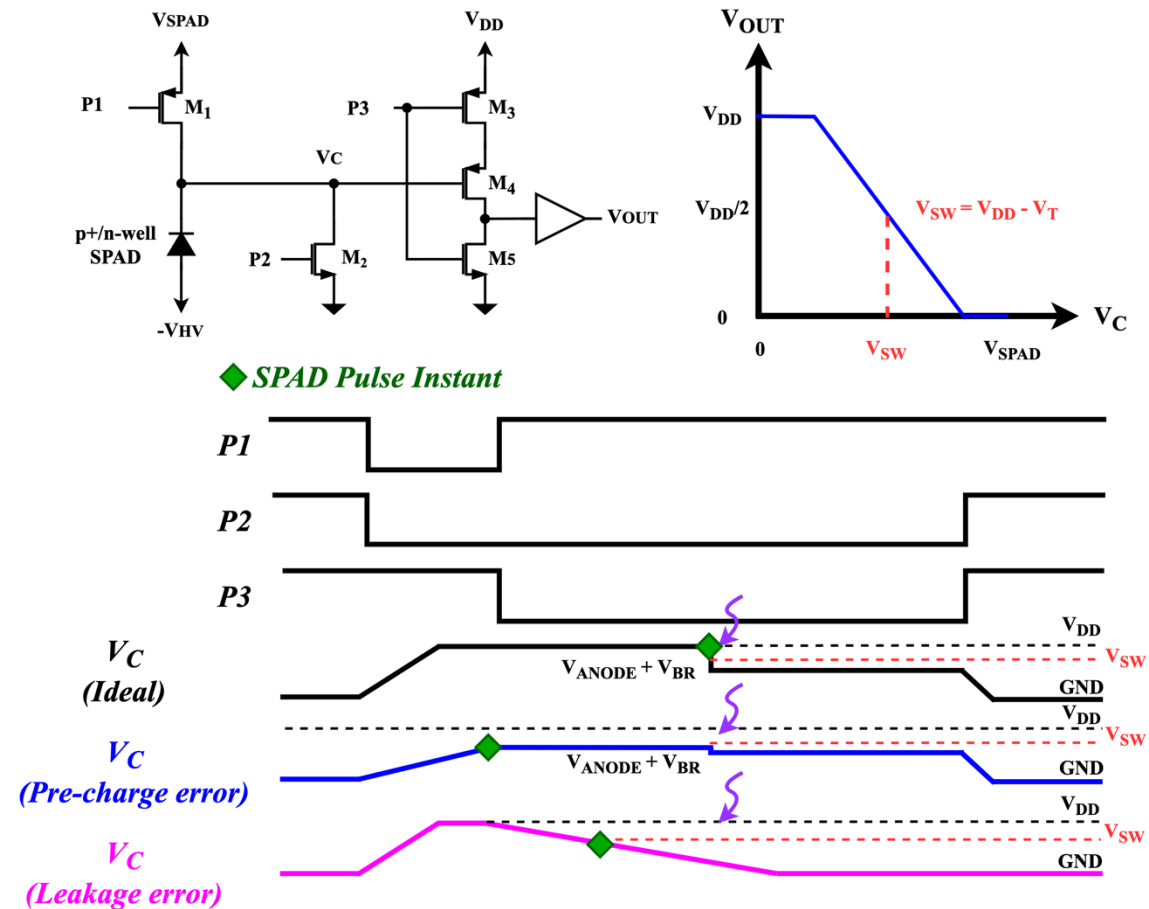 VSPAD
VDD
P1
M1
P3
M3
VC
M4
p+/n-well
SPAD
P2
M2
M5
VOUT
-VHV
VOUT
VDD
VDD/2
VSW = VDD - VT
0
VC
0
VSW
VSPAD
SPAD Pulse Instant
P1
P2
P3
VC
(Ideal)
VANODE + VBR
VDD
VSW
GND
VC
(Pre-charge error)
VANODE + VBR
VDD
VSW
GND
VC
(Leakage error)
VDD
VSW
GND